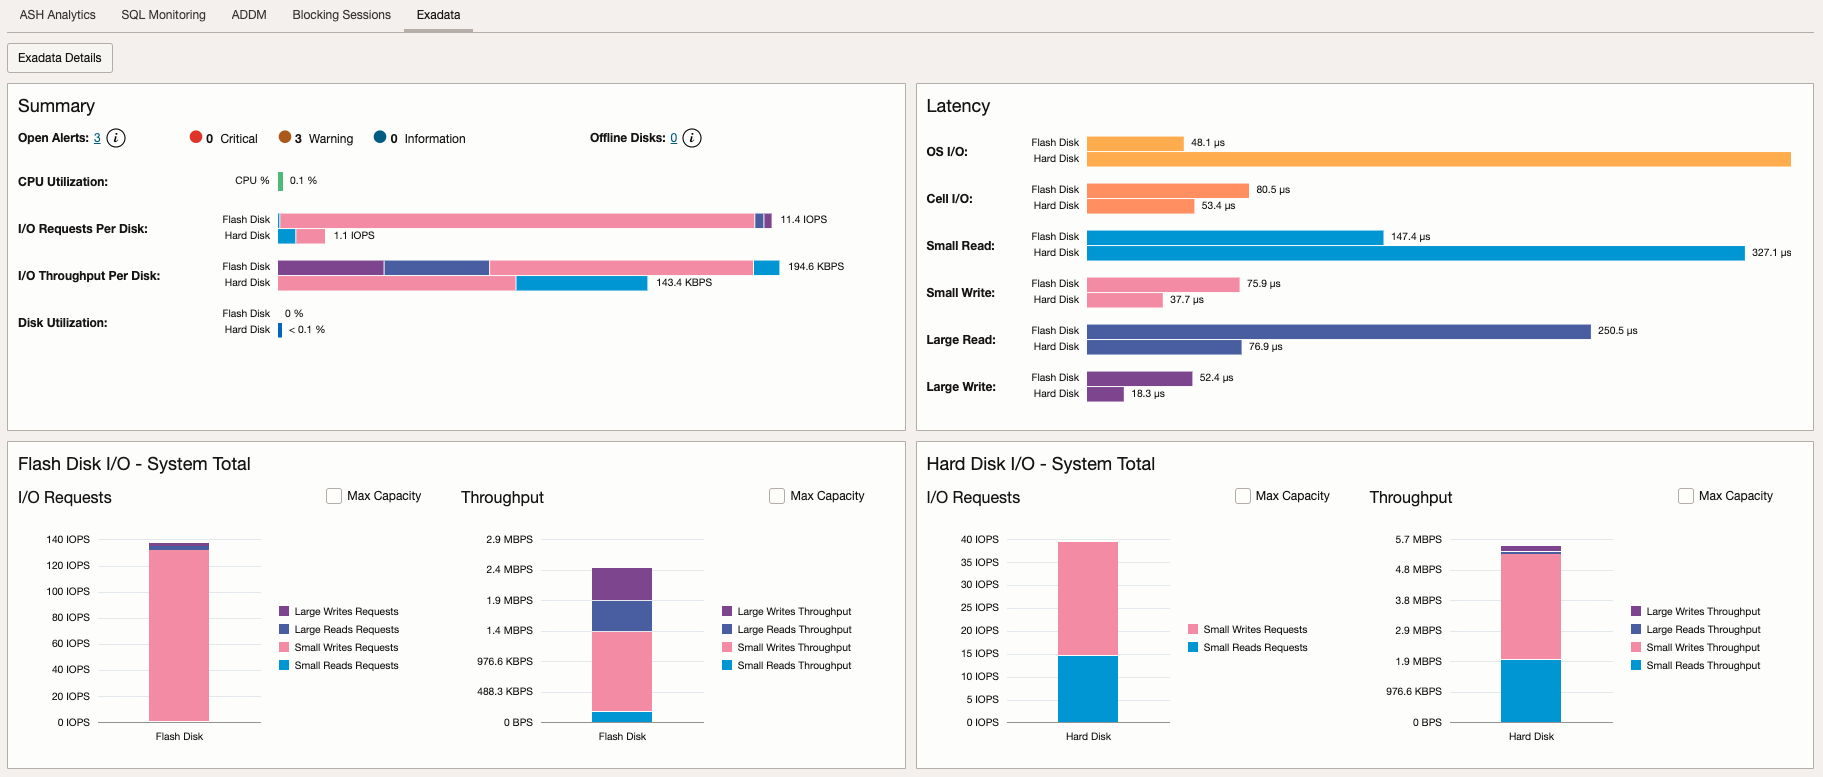 ASH Analytics SQL Monitoring ADDM Blocking Sessions Exadata
Exadata Details
Summary
Open Alerts: 3 i 0 Critical 3 Warning 0 Information Offline Disks: 0 i
CPU Utilization: CPU % 0.1 %
I/O Requests Per Disk:
Flash Disk 11.4 IOPS
Hard Disk 1.1 IOPS
I/O Throughput Per Disk:
Flash Disk 194.6 KBPS
Hard Disk 143.4 KBPS
Disk Utilization:
Flash Disk 0 %
Hard Disk < 0.1 %
Latency
OS I/O:
Flash Disk 48.1 µs
Hard Disk
Cell I/O:
Flash Disk 80.5 µs
Hard Disk 53.4 µs
Small Read:
Flash Disk 147.4 µs
Hard Disk 327.1 µs
Small Write:
Flash Disk 75.9 µs
Hard Disk 37.7 µs
Large Read:
Flash Disk 250.5 µs
Hard Disk 76.9 µs
Large Write:
Flash Disk 52.4 µs
Hard Disk 18.3 µs
Flash Disk I/O - System Total
I/O Requests Max Capacity
140 IOPS
120 IOPS
100 IOPS
80 IOPS
60 IOPS
40 IOPS
20 IOPS
0 IOPS
Flash Disk
Large Writes Requests
Large Reads Requests
Small Writes Requests
Small Reads Requests
Throughput Max Capacity
2.9 MBPS
2.4 MBPS
1.9 MBPS
1.4 MBPS
976.6 KBPS
488.3 KBPS
0 BPS
Flash Disk
Large Writes Throughput
Large Reads Throughput
Small Writes Throughput
Small Reads Throughput
Hard Disk I/O - System Total
I/O Requests Max Capacity
40 IOPS
35 IOPS
30 IOPS
25 IOPS
20 IOPS
15 IOPS
10 IOPS
5 IOPS
0 IOPS
Hard Disk
Small Writes Requests
Small Reads Requests
Throughput Max Capacity
5.7 MBPS
4.8 MBPS
3.8 MBPS
2.9 MBPS
1.9 MBPS
976.6 KBPS
0 BPS
Hard Disk
Large Writes Throughput
Large Reads Throughput
Small Writes Throughput
Small Reads Throughput